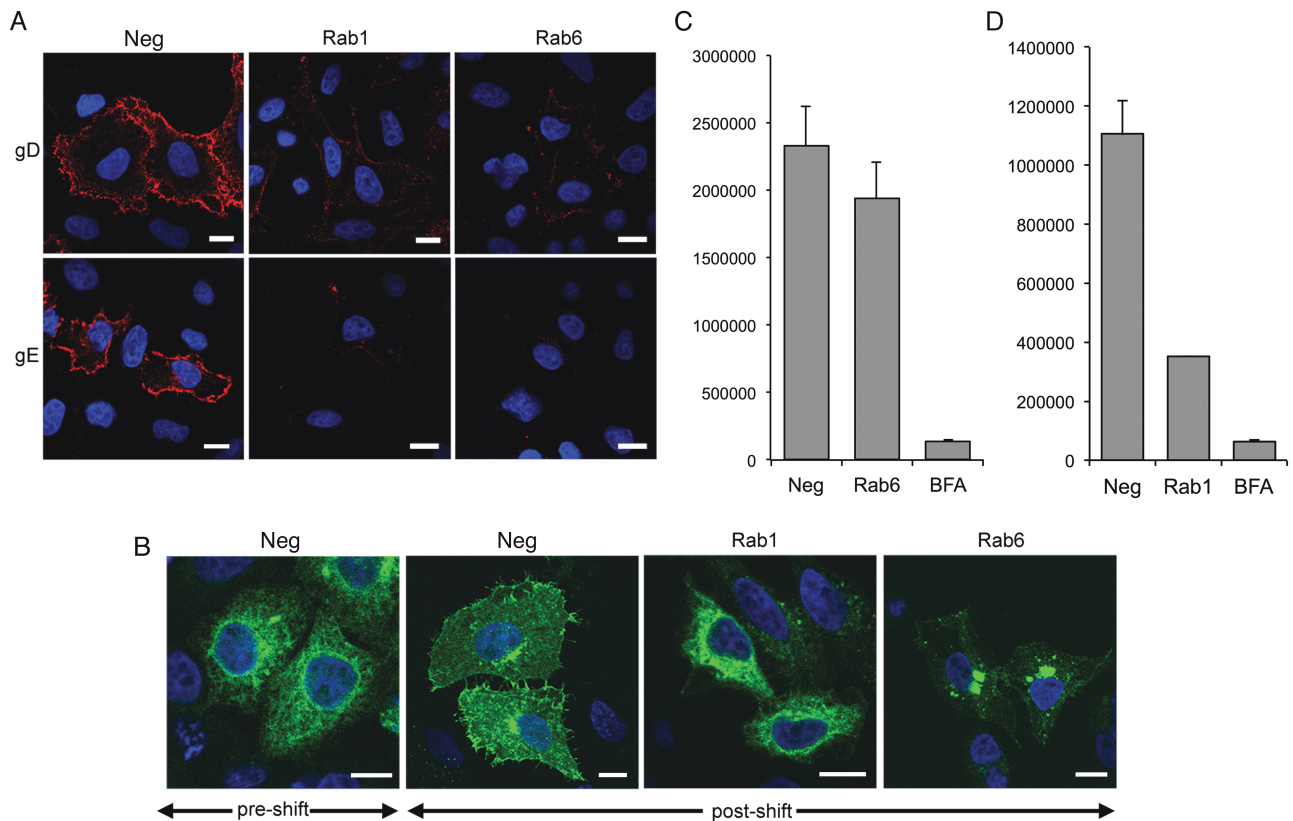 A
Neg Rab1 Rab6
gD
gE
C
3000000
2500000
2000000
1500000
1000000
500000
0
Neg Rab6 BFA
D
1400000
1200000
1000000
800000
600000
400000
200000
0
Neg Rab1 BFA
B
Neg Neg Rab1 Rab6
pre-shift post-shift